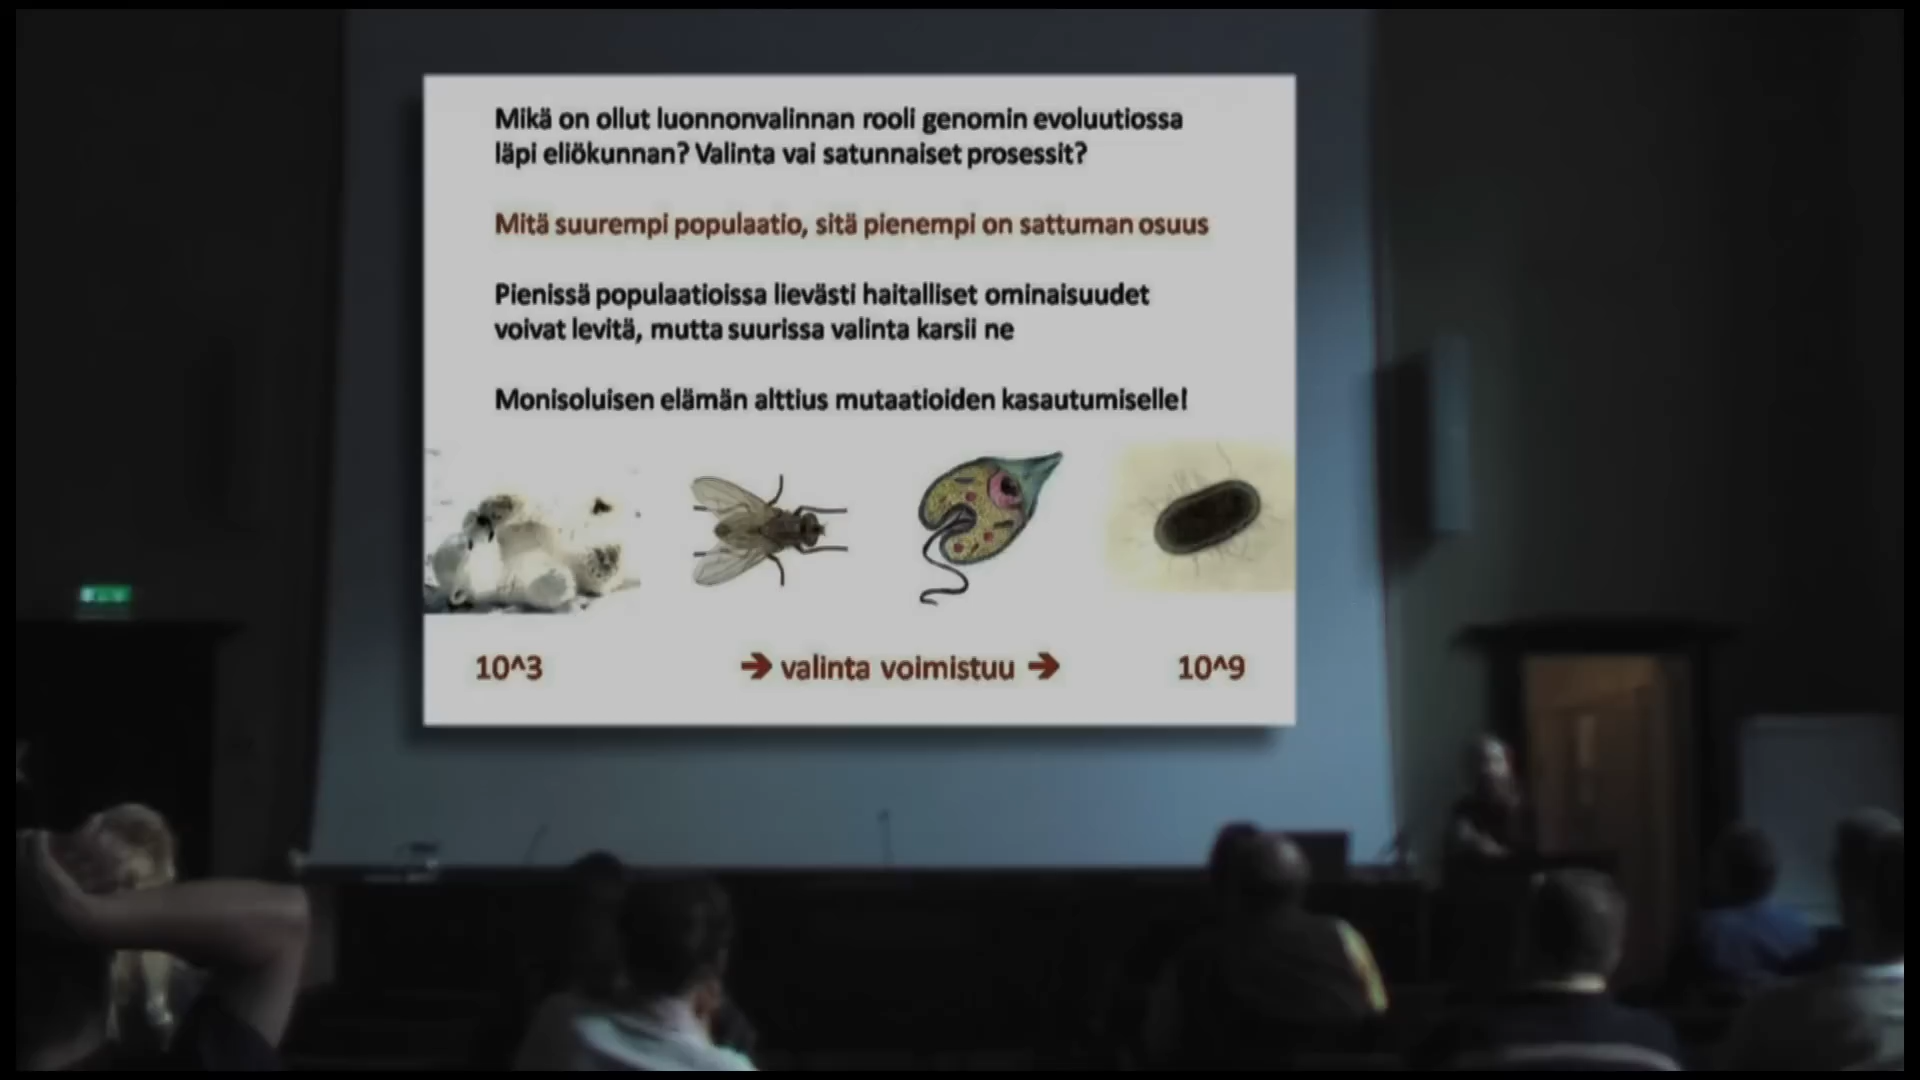 Mikä on ollut luonnonvalinnan rooli genomin evoluutiossa
läpi eliökunnan? Valinta vai satunnaiset prosessit?
Mitä suurempi populaatio, sitä pienempi on sattuman osuus
Pienissä populaatioissa lievästi haitalliset ominaisuudet
voivat levitä, mutta suurissa valinta karsii ne
Monisoluisen elämän alttius mutaatioiden kasautumiselle!
10^3 → valinta voimistuu → 10^9